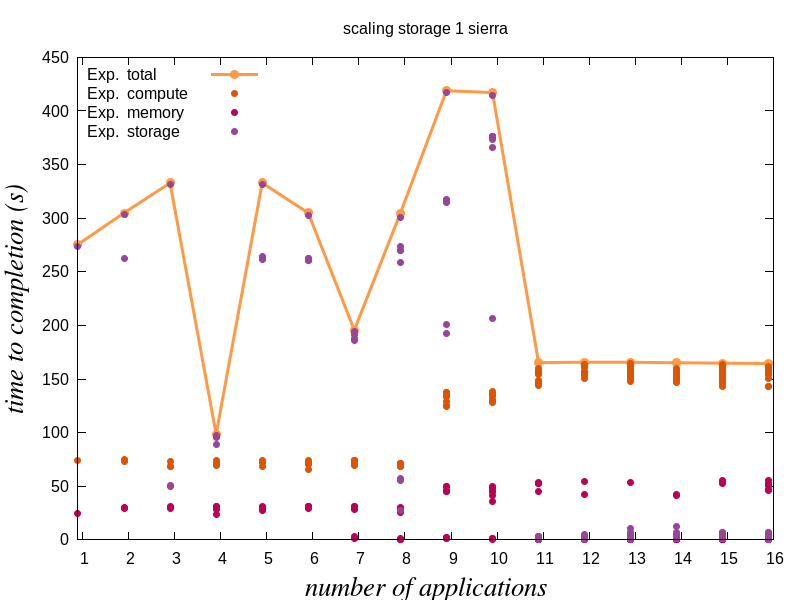 scaling storage 1 sierra
450
400
350
300
250
200
150
100
50
0
Exp. total
Exp. compute
Exp. memory
Exp. storage
time to completion (s)
1 2 3 4 5 6 7 8 9 10 11 12 13 14 15 16
number of applications